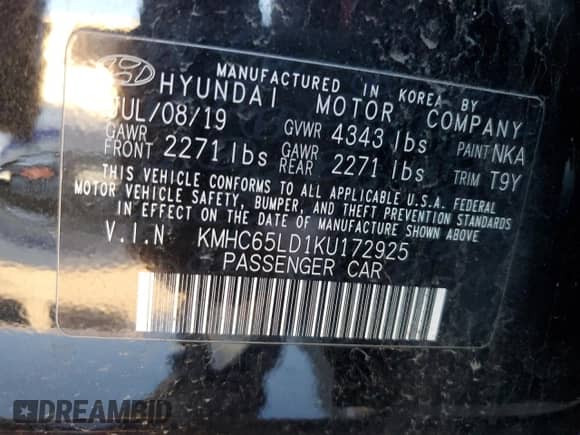 MANUFACTURED IN KOREA BY
HYUNDAI MOTOR COMPANY
JUL/08/19 GVWR 4343 lbs PAINT NKA
GAWR FRONT 2271 lbs GAWR REAR 2271 lbs TRIM T9Y
THIS VEHICLE CONFORMS TO ALL APPLICABLE U.S.A. FEDERAL
MOTOR VEHICLE SAFETY, BUMPER, AND THEFT PREVENTION STANDARDS
IN EFFECT ON THE DATE OF MANUFACTURE SHOWN ABOVE.
V.I.N KMHC65LD1KU172925
PASSENGER CAR
DREAMBID